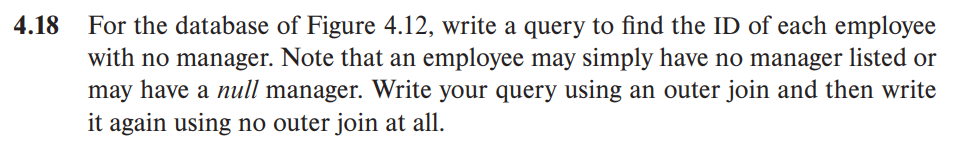 4.18 For the database of Figure 4.12, write a query to find the ID of each employee
with no manager. Note that an employee may simply have no manager listed or
may have a null manager. Write your query using an outer join and then write
it again using no outer join at all.